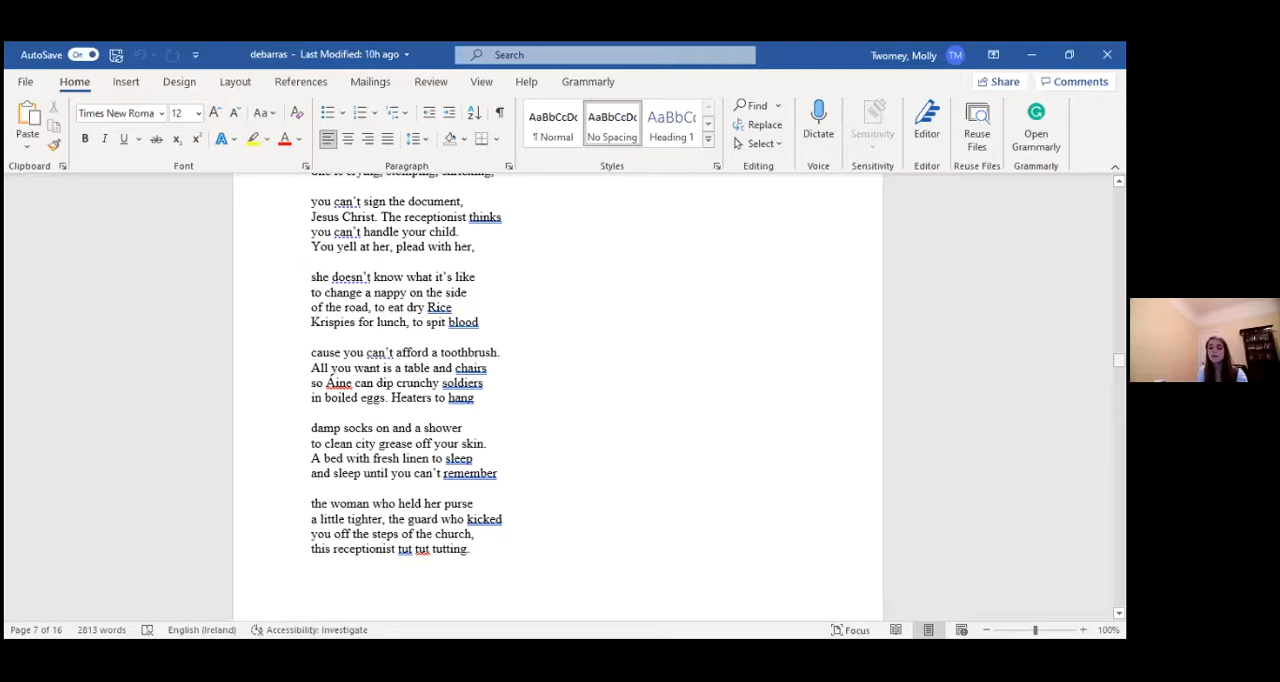 AutoSave On debarras - Last Modified: 10h ago Search Twomey, Molly TM
File Home Insert Design Layout References Mailings Review View Help Grammarly Share Comments
Times New Roma 12 Aa
Paste B I U ab x x A A
Clipboard Font Paragraph
AaBbCcDc AaBbCcDc AaBbCc
¶ Normal No Spacing Heading 1
Styles
Find
Replace
Select
Editing
Dictate
Voice
Sensitivity
Sensitivity
Editor
Editor
Reuse
Files
Reuse Files
Open
Grammarly
Grammarly
you can't sign the document,
Jesus Christ. The receptionist thinks
you can't handle your child.
You yell at her, plead with her,
she doesn't know what it's like
to change a nappy on the side
of the road, to eat dry Rice
Krispies for lunch, to spit blood
cause you can't afford a toothbrush.
All you want is a table and chairs
so Áine can dip crunchy soldiers
in boiled eggs. Heaters to hang
damp socks on and a shower
to clean city grease off your skin.
A bed with fresh linen to sleep
and sleep until you can't remember
the woman who held her purse
a little tighter, the guard who kicked
you off the steps of the church,
this receptionist tut tut tutting.
Page 7 of 16 2813 words English (Ireland) Accessibility: Investigate Focus 100%